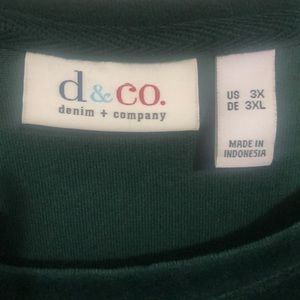 d&co.
denim + company
US 3X
DE 3XL
MADE IN
INDONESIA